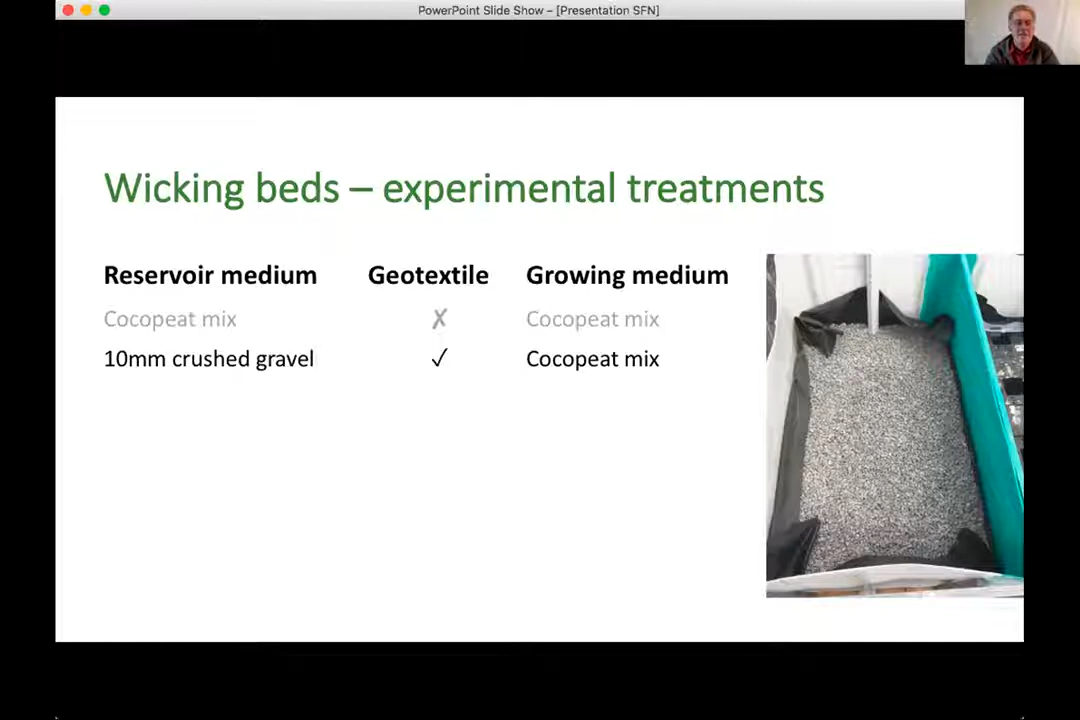 PowerPoint Slide Show – [Presentation SFN]
Wicking beds – experimental treatments
Reservoir medium Geotextile Growing medium
Cocopeat mix ✗ Cocopeat mix
10mm crushed gravel ✓ Cocopeat mix